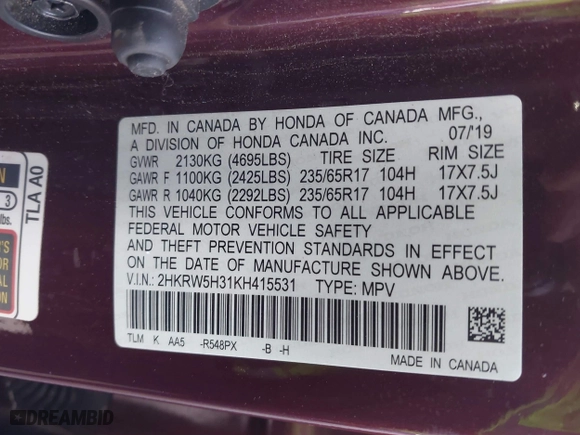 MFD. IN CANADA BY HONDA OF CANADA MFG.,
A DIVISION OF HONDA CANADA INC. 07/'19
GVWR 2130KG (4695LBS) TIRE SIZE RIM SIZE
GAWR F 1100KG (2425LBS) 235/65R17 104H 17X7.5J
GAWR R 1040KG (2292LBS) 235/65R17 104H 17X7.5J
THIS VEHICLE CONFORMS TO ALL APPLICABLE
FEDERAL MOTOR VEHICLE SAFETY
AND THEFT PREVENTION STANDARDS IN EFFECT
ON THE DATE OF MANUFACTURE SHOWN ABOVE.
V.I.N.: 2HKRW5H31KH415531 TYPE: MPV
TLM K AA5 -R548PX -B -H
MADE IN CANADA
TLA A0
3
lbs.
DREAMBID